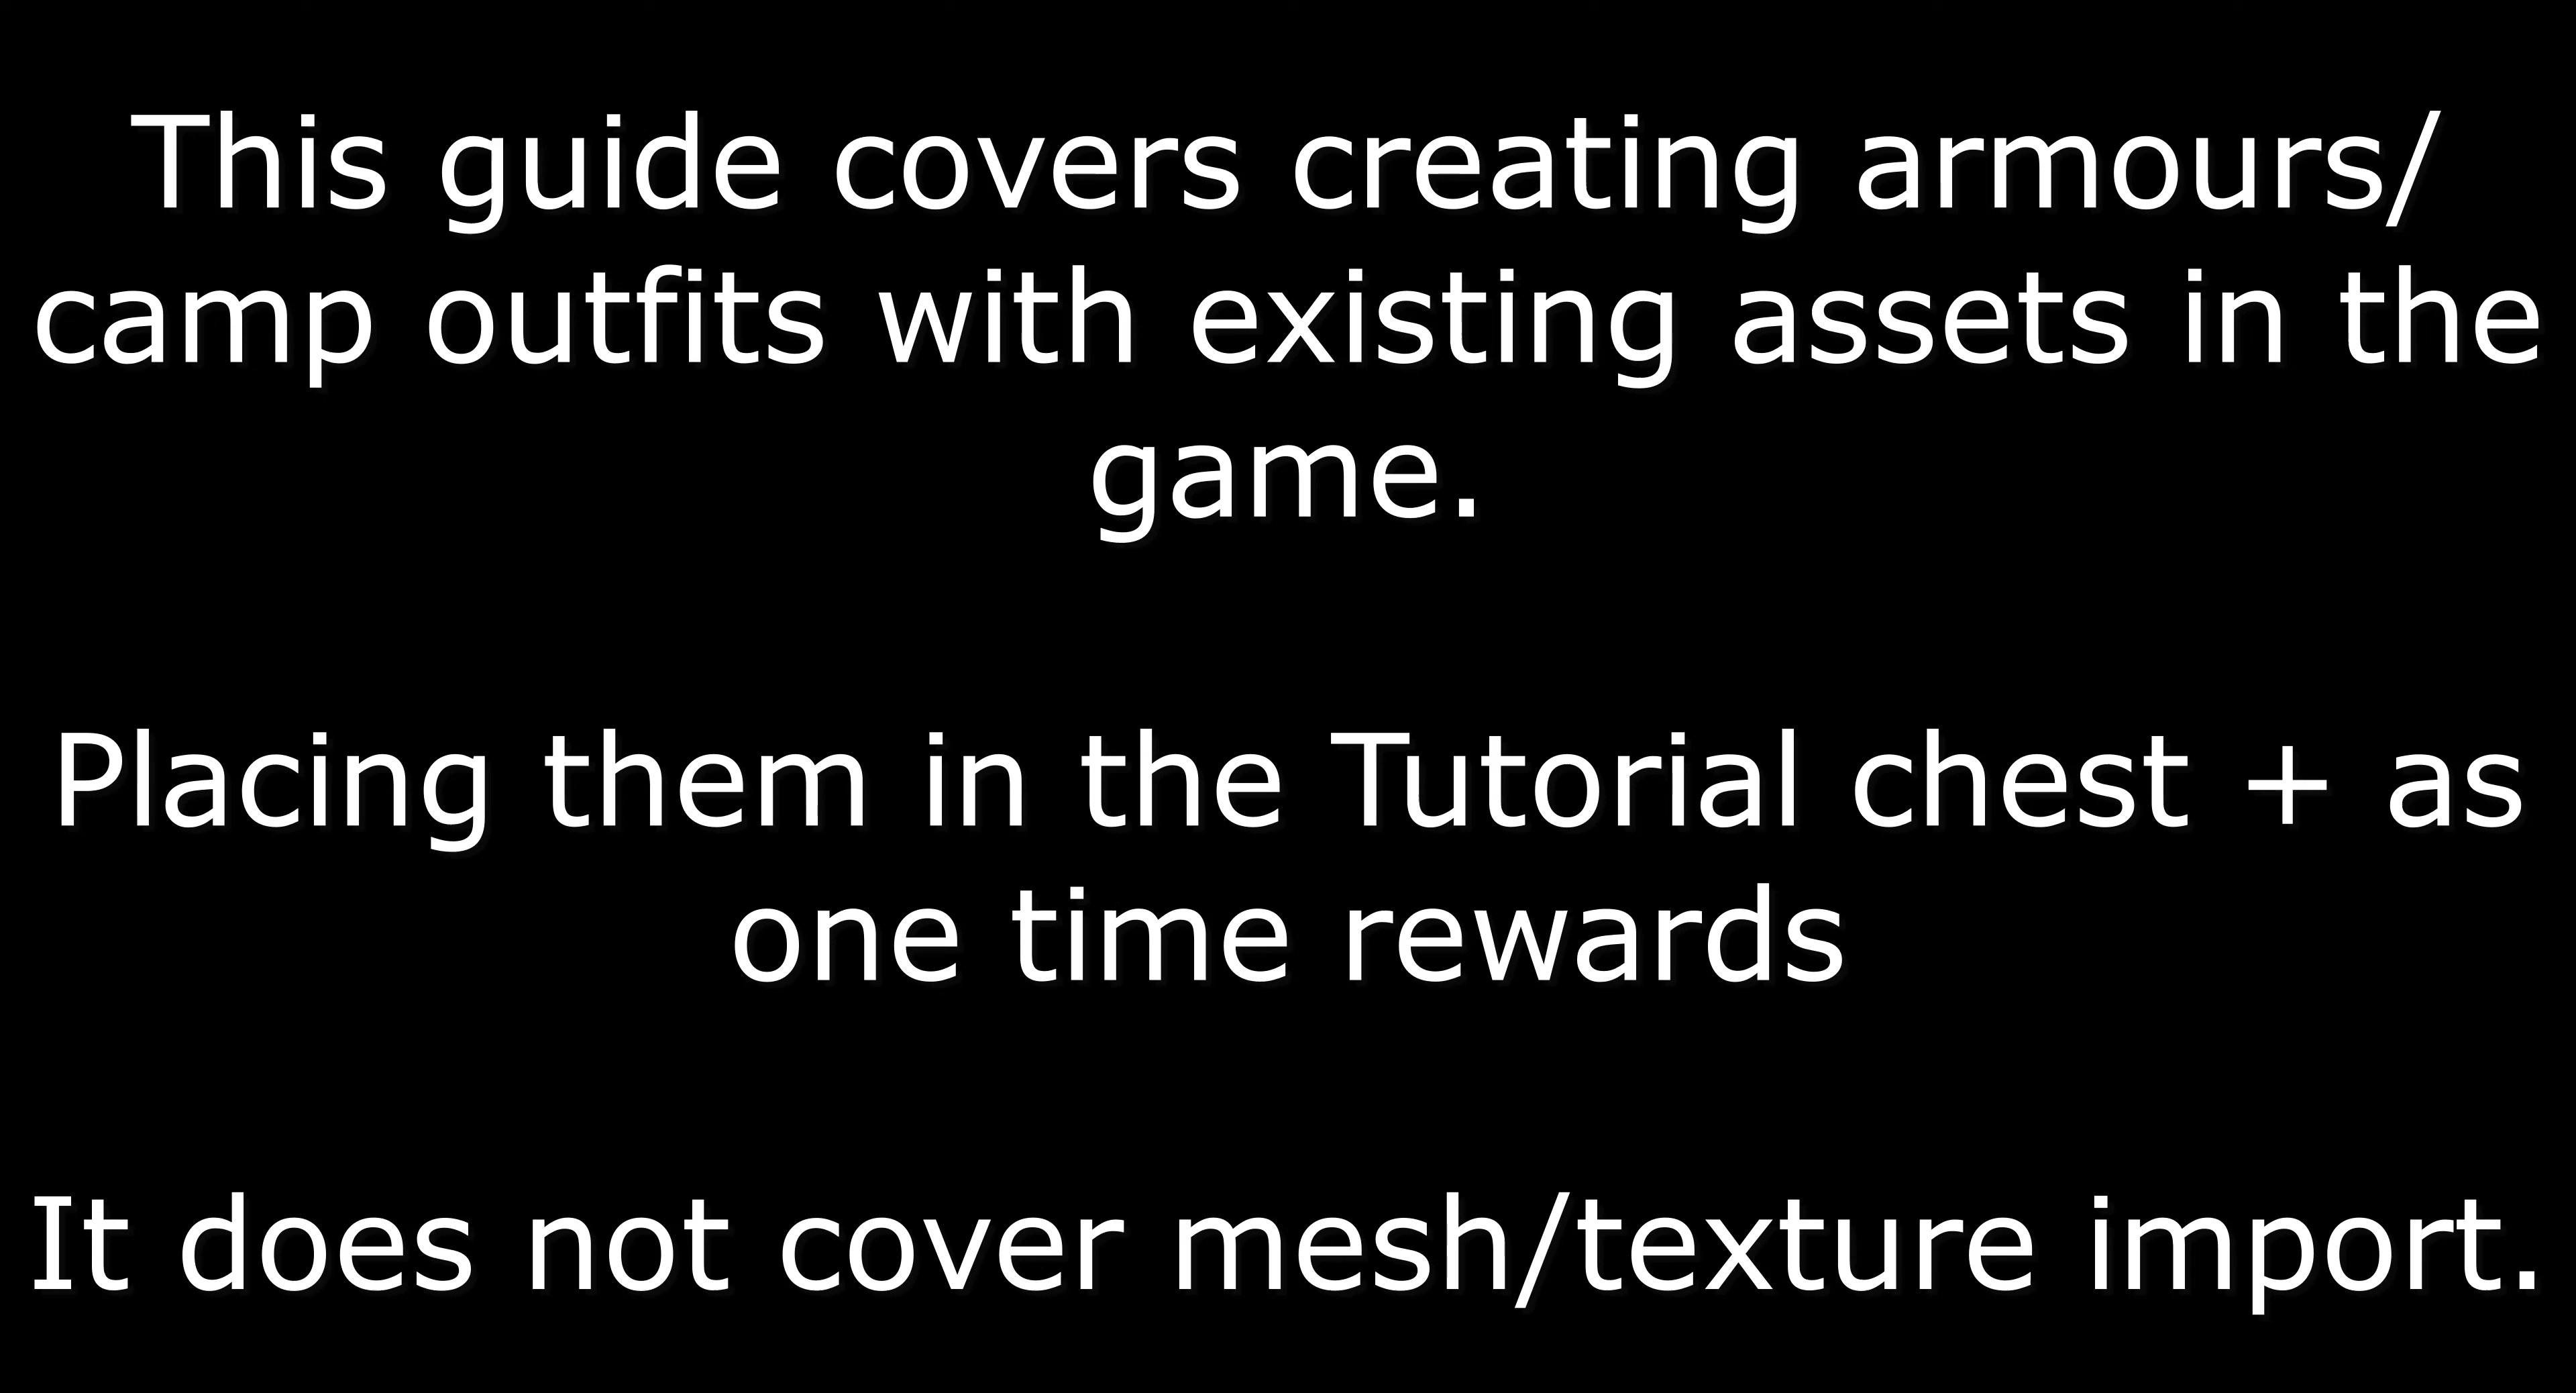 This guide covers creating armours/
camp outfits with existing assets in the
game.
Placing them in the Tutorial chest + as
one time rewards
It does not cover mesh/texture import.